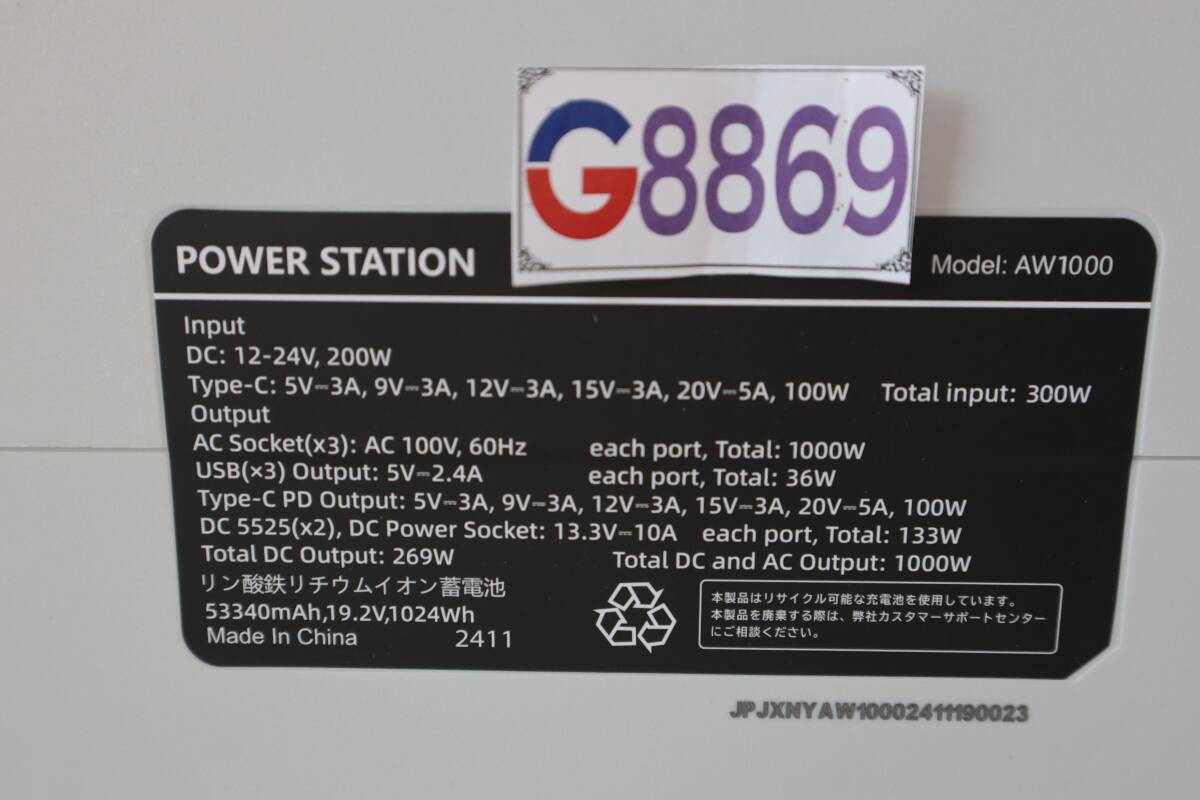 G8869
POWER STATION Model: AW1000
Input
DC: 12-24V, 200W
Type-C: 5V⎓3A, 9V⎓3A, 12V⎓3A, 15V⎓3A, 20V⎓5A, 100W Total input: 300W
Output
AC Socket(x3): AC 100V, 60Hz each port, Total: 1000W
USB(×3) Output: 5V⎓2.4A each port, Total: 36W
Type-C PD Output: 5V⎓3A, 9V⎓3A, 12V⎓3A, 15V⎓3A, 20V⎓5A, 100W
DC 5525(x2), DC Power Socket: 13.3V⎓10A each port, Total: 133W
Total DC Output: 269W Total DC and AC Output: 1000W
リン酸鉄リチウムイオン蓄電池
53340mAh,19.2V,1024Wh
Made In China 2411
本製品はリサイクル可能な充電池を使用しています。
本製品を廃棄する際は、弊社カスタマーサポートセンター
にご相談ください。
JPJXNYAW10002411190023